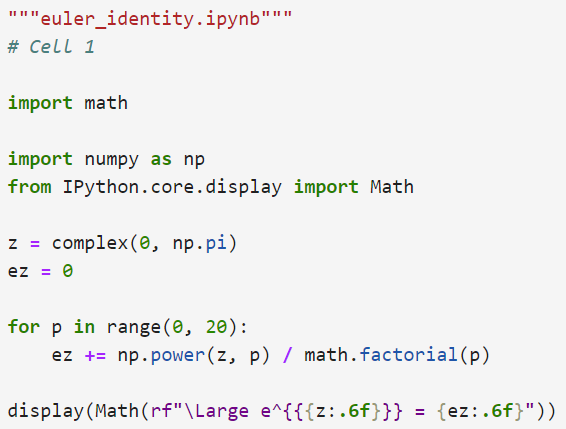 """euler_identity.ipynb"""
# Cell 1
import math
import numpy as np
from IPython.core.display import Math
z = complex(0, np.pi)
ez = 0
for p in range(0, 20):
    ez += np.power(z, p) / math.factorial(p)
display(Math(rf"\Large e^{{{z:.6f}}} = {ez:.6f}"))